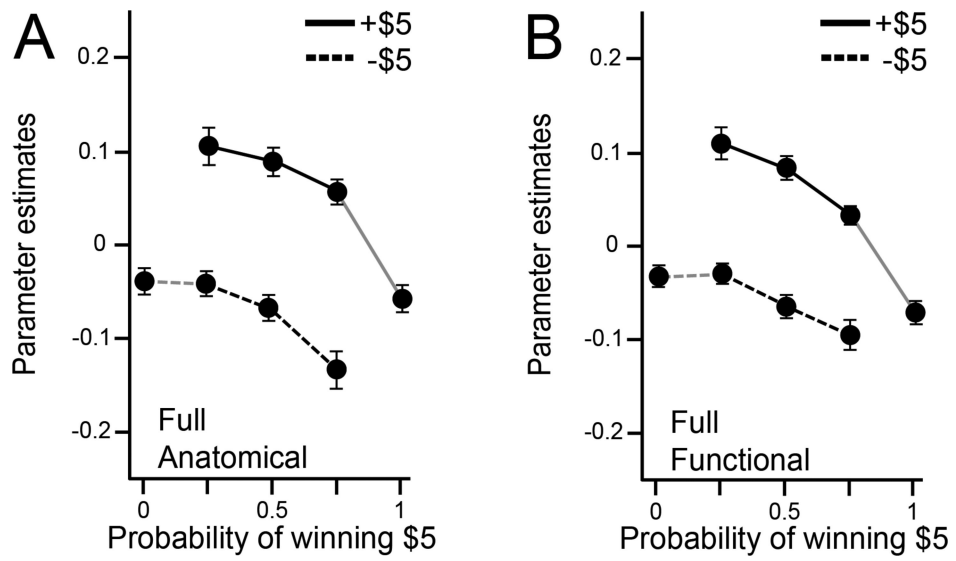 A
+$5
-$5
Parameter estimates
0.2
0.1
0
-0.1
-0.2
Full
Anatomical
0
0.5
1
Probability of winning $5
B
+$5
-$5
Parameter estimates
0.2
0.1
0
-0.1
-0.2
Full
Functional
0
0.5
1
Probability of winning $5